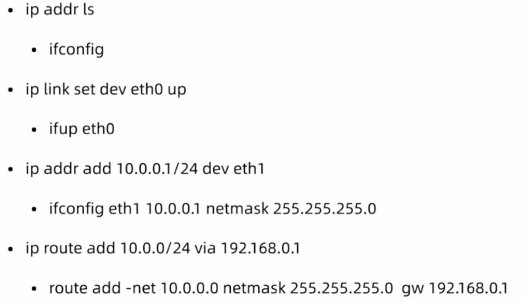 • ip addr ls
• ifconfig
• ip link set dev eth0 up
• ifup eth0
• ip addr add 10.0.0.1/24 dev eth1
• ifconfig eth1 10.0.0.1 netmask 255.255.255.0
• ip route add 10.0.0/24 via 192.168.0.1
• route add -net 10.0.0.0 netmask 255.255.255.0 gw 192.168.0.1